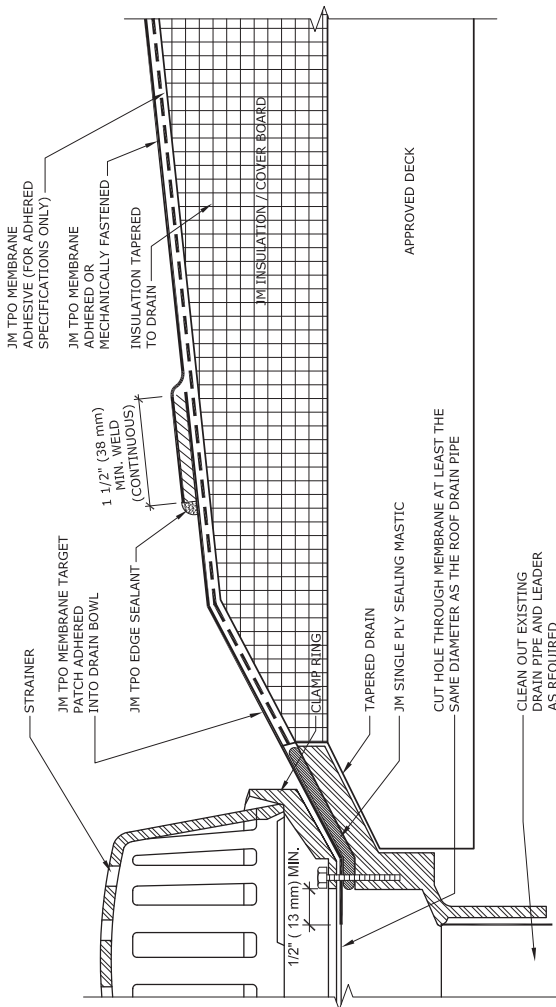 STRAINER
JM TPO MEMBRANE TARGET
PATCH ADHERED
INTO DRAIN BOWL
JM TPO EDGE SEALANT
1 1/2" (38 mm)
MIN. WELD
(CONTINUOUS)
JM TPO MEMBRANE
ADHESIVE (FOR ADHERED
SPECIFICATIONS ONLY)
JM TPO MEMBRANE
ADHERED OR
MECHANICALLY FASTENED
INSULATION TAPERED
TO DRAIN
JM INSULATION / COVER BOARD
APPROVED DECK
1/2" ( 13 mm) MIN.
CLAMP RING
TAPERED DRAIN
JM SINGLE PLY SEALING MASTIC
CUT HOLE THROUGH MEMBRANE AT LEAST THE
SAME DIAMETER AS THE ROOF DRAIN PIPE
CLEAN OUT EXISTING
DRAIN PIPE AND LEADER
AS REQUIRED